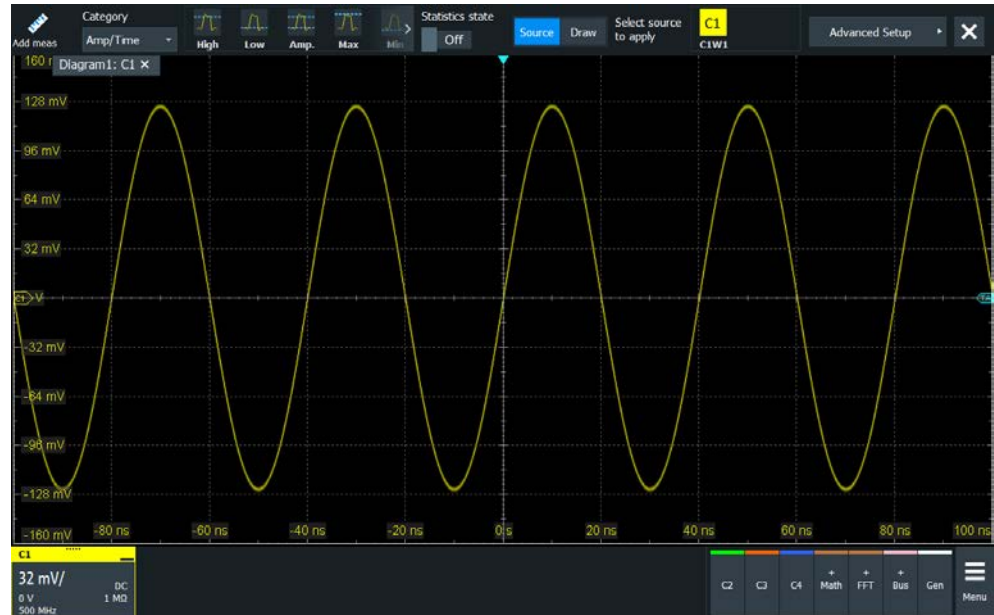 Category
Statistics state
Add meas
Amp/Time
High
Low
Amp.
Max
Min
Off
Source
Draw
Select source
to apply
C1
C1W1
Advanced Setup
Diagram1: C1
128 mV
96 mV
64 mV
32 mV
C1
V
-32 mV
-64 mV
-96 mV
-128 mV
-160 mV
-80 ns
-60 ns
-40 ns
-20 ns
0 s
20 ns
40 ns
60 ns
80 ns
100 ns
C1
32 mV/
DC
0 V
1 MΩ
500 MHz
C2
C3
C4
+ Math
+ FFT
+ Bus
Gen
Menu